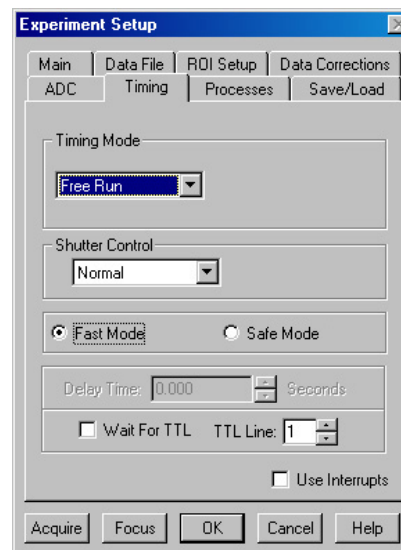 Experiment Setup
Main Data File ROI Setup Data Corrections
ADC Timing Processes Save/Load
Timing Mode
Free Run
Shutter Control
Normal
Fast Mode Safe Mode
Delay Time: 0.000 Seconds
Wait For TTL TTL Line: 1
Use Interrupts
Acquire Focus OK Cancel Help